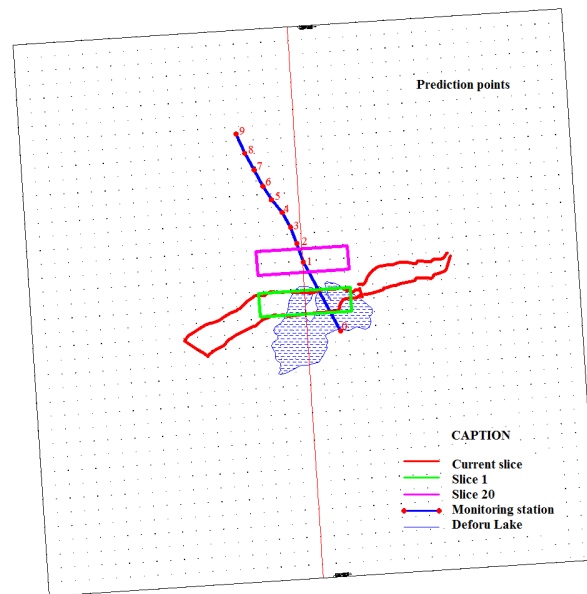 Prediction points
9
8
7
6
5
4
3
2
1
0
CAPTION
Current slice
Slice 1
Slice 20
Monitoring station
Deforu Lake